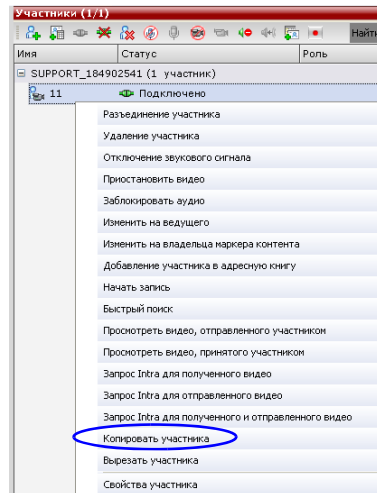 Участники (1/1)
Найти
Имя Статус Роль
SUPPORT_184902541 (1 участник)
11 Подключено
Разъединение участника
Удаление участника
Отключение звукового сигнала
Приостановить видео
Заблокировать аудио
Изменить на ведущего
Изменить на владельца маркера контента
Добавление участника в адресную книгу
Начать запись
Быстрый поиск
Просмотреть видео, отправленного участником
Просмотреть видео, принятого участником
Запрос Intra для полученного видео
Запрос Intra для отправленного видео
Запрос Intra для полученного и отправленного видео
Копировать участника
Вырезать участника
Свойства участника